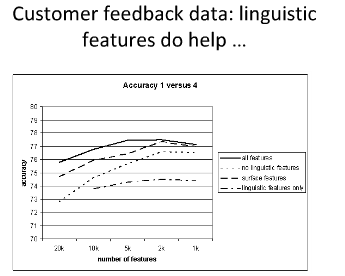 Customer feedback data: linguistic
features do help ...
Accuracy 1 versus 4
80
79
78
77
76
75
74
73
72
71
70
accuracy
20k
10k
5k
2k
1k
number of features
all features
no linguistic features
surface features
linguistic features only